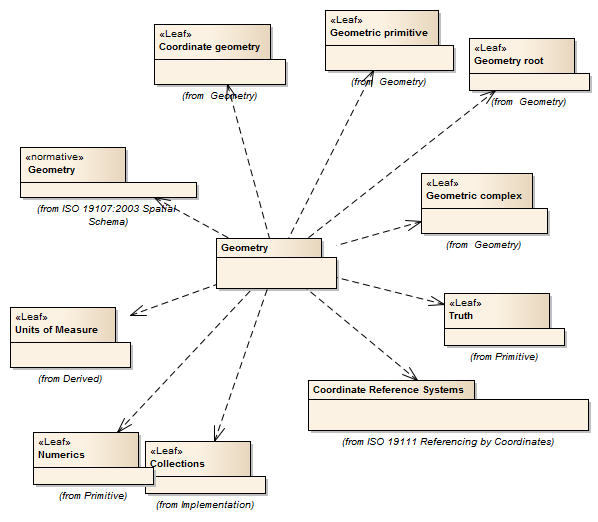 «Leaf»
Geometric primitive
(from Geometry)
«Leaf»
Coordinate geometry
(from Geometry)
«Leaf»
Geometry root
(from Geometry)
«normative»
Geometry
(from ISO 19107:2003 Spatial
Schema)
«Leaf»
Geometric complex
(from Geometry)
Geometry
«Leaf»
Units of Measure
(from Derived)
«Leaf»
Truth
(from Primitive)
Coordinate Reference Systems
(from ISO 19111 Referencing by Coordinates)
«Leaf»
Numerics
(from Primitive)
«Leaf»
Collections
(from Implementation)